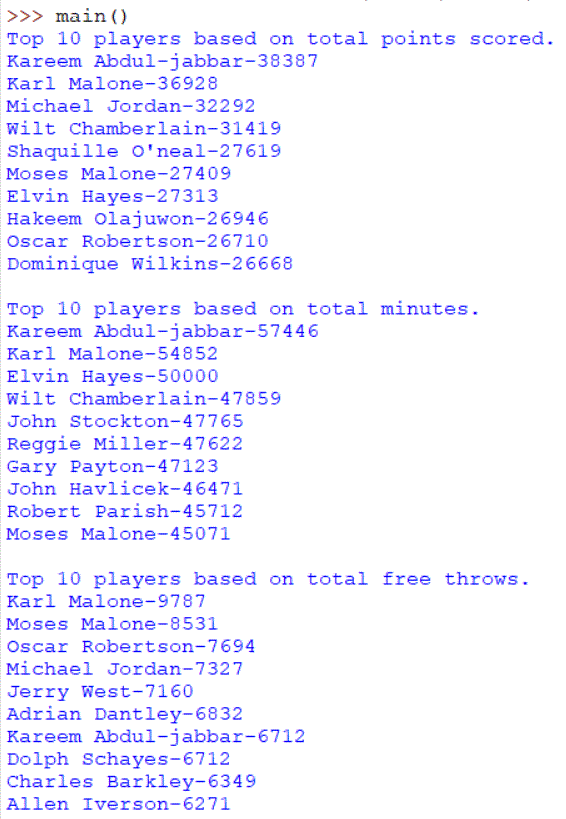 >>> main()
Top 10 players based on total points scored.
Kareem Abdul-jabbar-38387
Karl Malone-36928
Michael Jordan-32292
Wilt Chamberlain-31419
Shaquille O'neal-27619
Moses Malone-27409
Elvin Hayes-27313
Hakeem Olajuwon-26946
Oscar Robertson-26710
Dominique Wilkins-26668

Top 10 players based on total minutes.
Kareem Abdul-jabbar-57446
Karl Malone-54852
Elvin Hayes-50000
Wilt Chamberlain-47859
John Stockton-47765
Reggie Miller-47622
Gary Payton-47123
John Havlicek-46471
Robert Parish-45712
Moses Malone-45071

Top 10 players based on total free throws.
Karl Malone-9787
Moses Malone-8531
Oscar Robertson-7694
Michael Jordan-7327
Jerry West-7160
Adrian Dantley-6832
Kareem Abdul-jabbar-6712
Dolph Schayes-6712
Charles Barkley-6349
Allen Iverson-6271